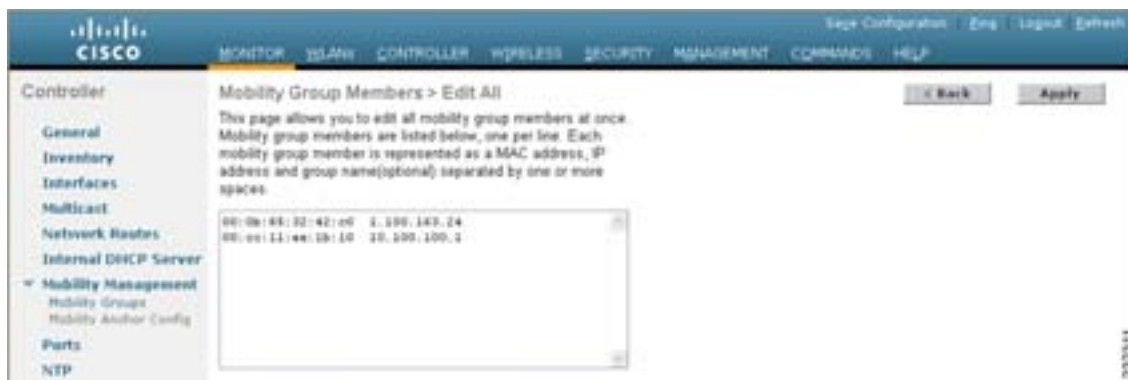 Save Configuration Ping Logout Refresh
CISCO
MONITOR WLANs CONTROLLER WIRELESS SECURITY MANAGEMENT COMMANDS HELP
Controller
General
Inventory
Interfaces
Multicast
Network Routes
Internal DHCP Server
Mobility Management
Mobility Groups
Mobility Anchor Config
Ports
NTP
Mobility Group Members > Edit All
< Back Apply
This page allows you to edit all mobility group members at once.
Mobility group members are listed below, one per line. Each
mobility group member is represented as a MAC address, IP
address and group name(optional) separated by one or more
spaces.
10.100.100.1